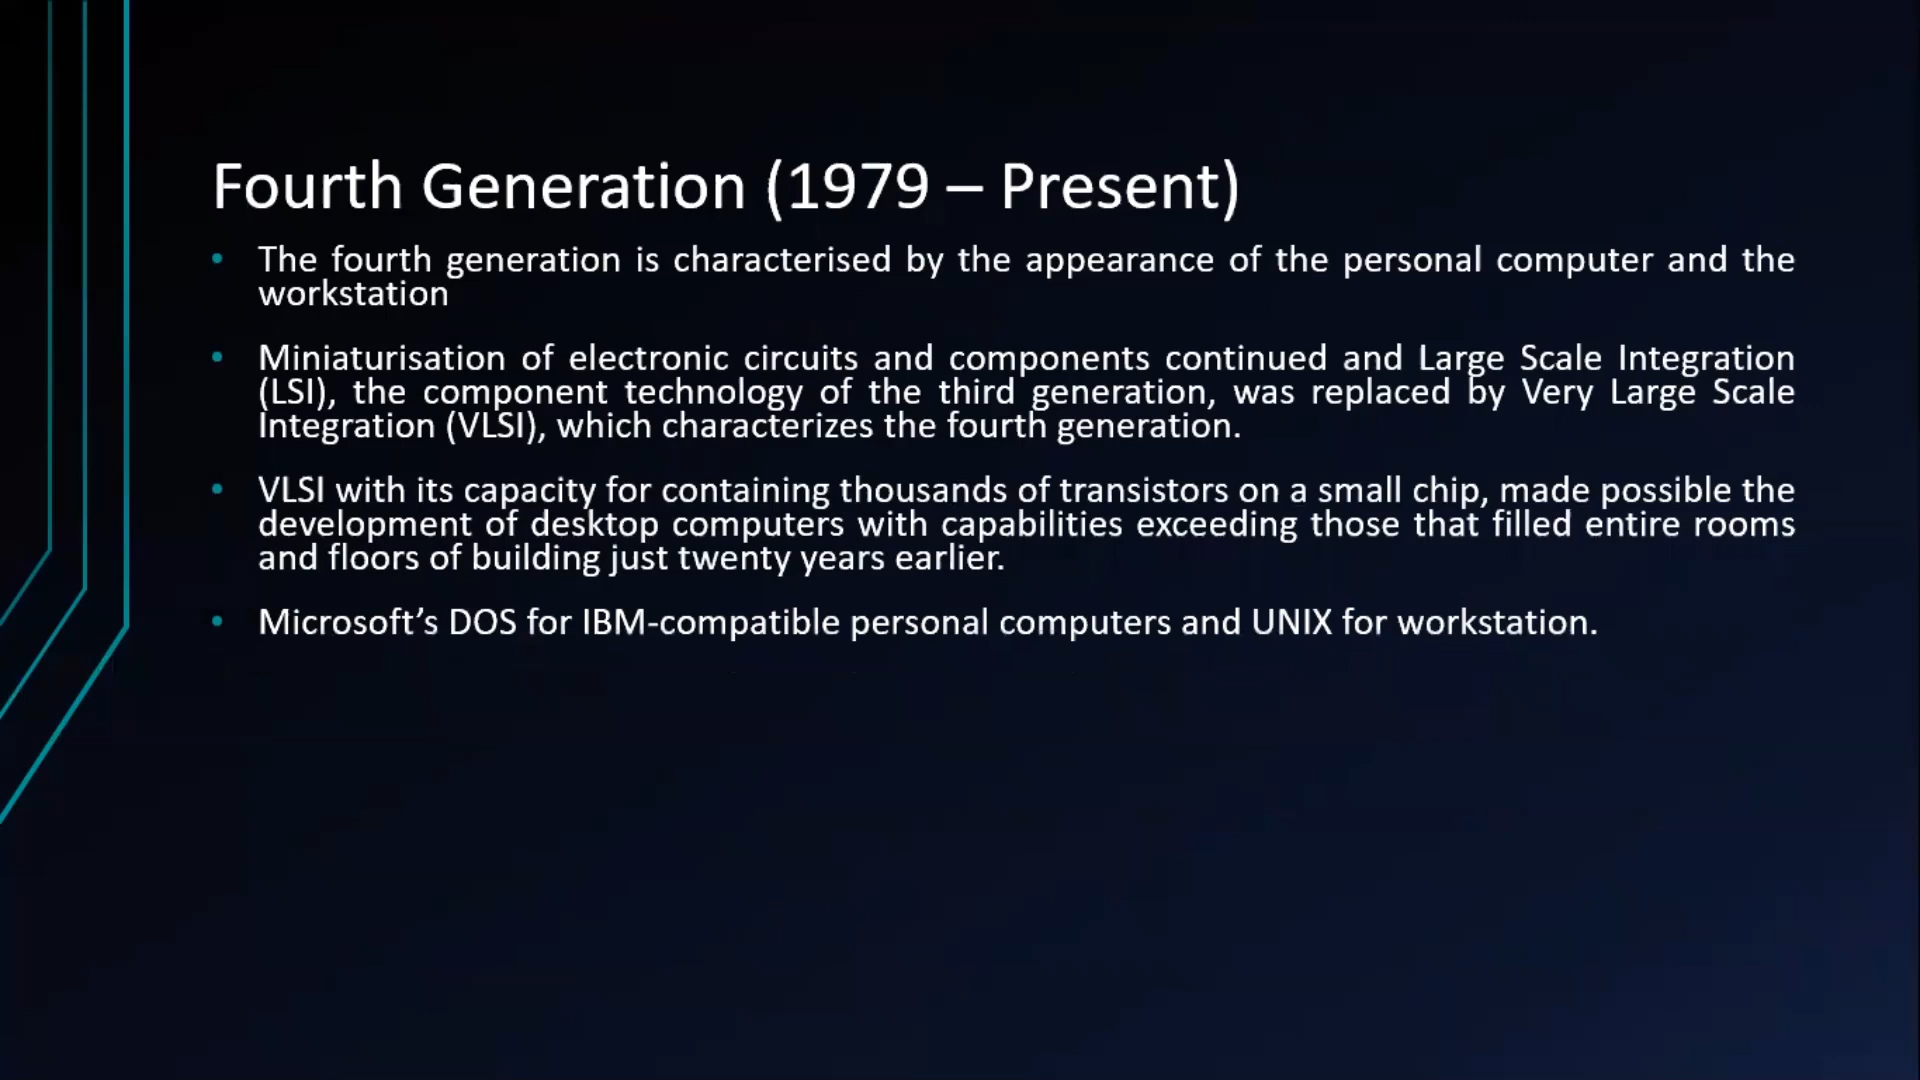 Fourth Generation (1979 – Present)
• The fourth generation is characterised by the appearance of the personal computer and the
workstation
• Miniaturisation of electronic circuits and components continued and Large Scale Integration
(LSI), the component technology of the third generation, was replaced by Very Large Scale
Integration (VLSI), which characterizes the fourth generation.
• VLSI with its capacity for containing thousands of transistors on a small chip, made possible the
development of desktop computers with capabilities exceeding those that filled entire rooms
and floors of building just twenty years earlier.
• Microsoft’s DOS for IBM-compatible personal computers and UNIX for workstation.